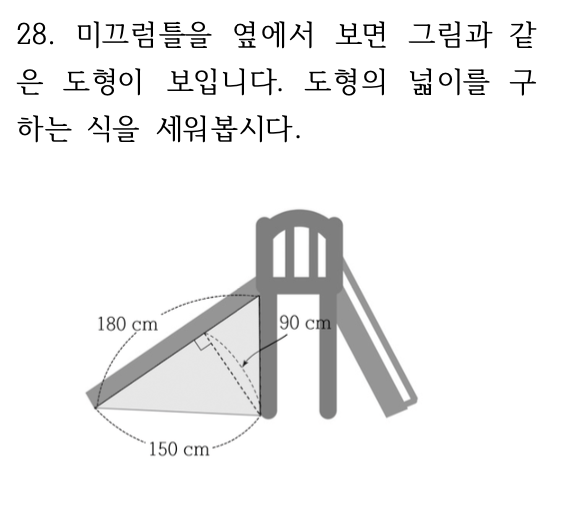 28. 미끄럼틀을 옆에서 보면 그림과 같
은 도형이 보입니다. 도형의 넓이를 구
하는 식을 세워봅시다.
180 cm
90 cm
150 cm